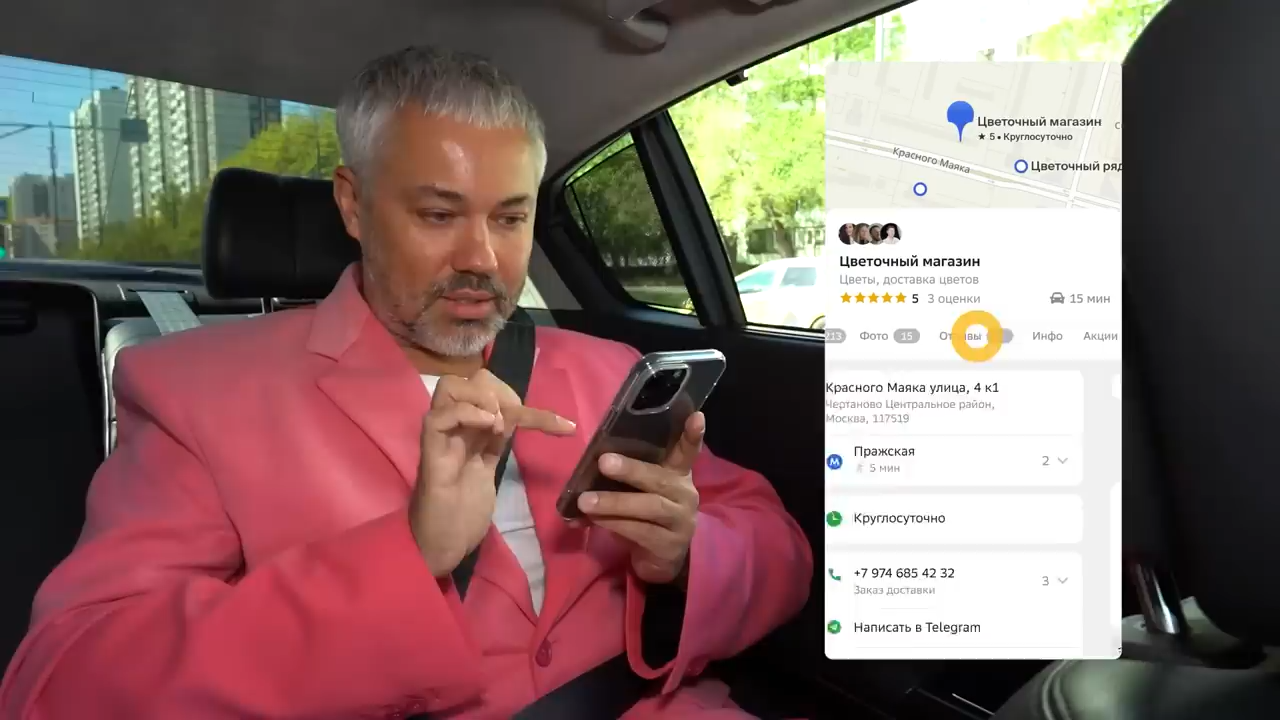 Цветочный магазин
★ 5 • Круглосуточно
Красного Маяка
Цветочный ряд
Цветочный магазин
Цветы, доставка цветов
5 3 оценки 15 мин
213 Фото 15 Отзывы Инфо Акции
Красного Маяка улица, 4 к1
Чертаново Центральное район,
Москва, 117519
Пражская
2
5 мин
Круглосуточно
+7 974 685 42 32
3
Заказ доставки
Написать в Telegram